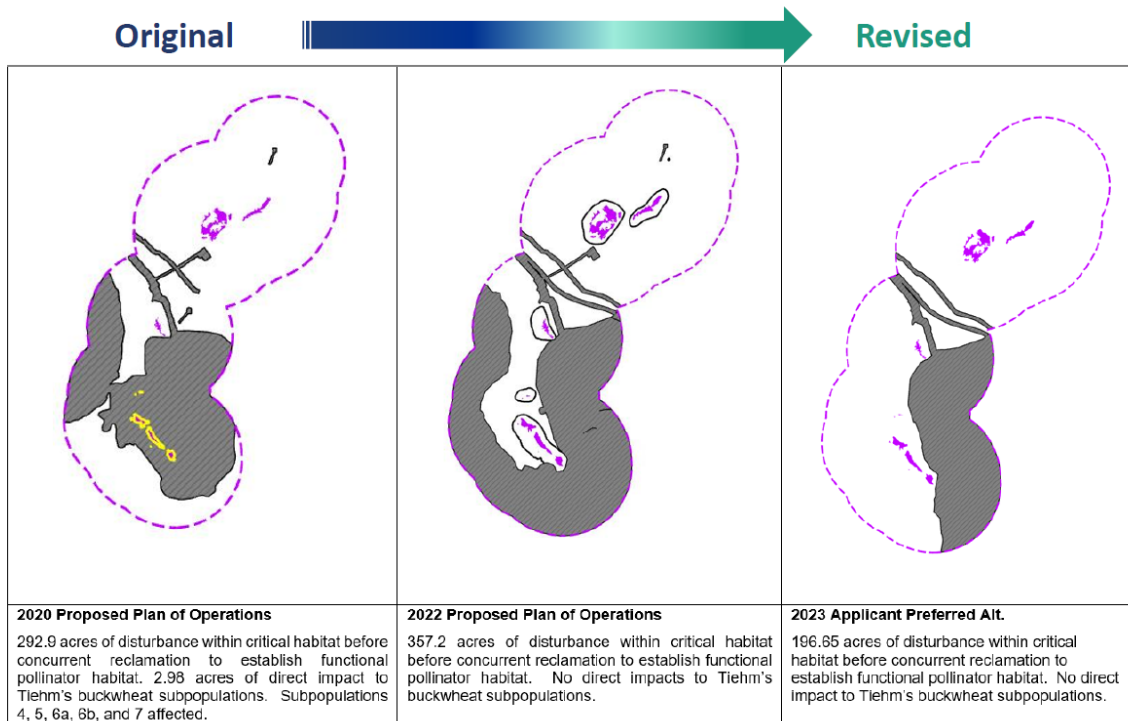 Original
Revised
2020 Proposed Plan of Operations
292.9 acres of disturbance within critical habitat before
concurrent reclamation to establish functional
pollinator habitat. 2.98 acres of direct impact to
Tiehm's buckwheat subpopulations. Subpopulations
4, 5, 6a, 6b, and 7 affected.
2022 Proposed Plan of Operations
357.2 acres of disturbance within critical habitat
before concurrent reclamation to establish functional
pollinator habitat. No direct impacts to Tiehm's
buckwheat subpopulations.
2023 Applicant Preferred Alt.
196.65 acres of disturbance within critical
habitat before concurrent reclamation to
establish functional pollinator habitat. No direct
impact to Tiehm's buckwheat subpopulations.